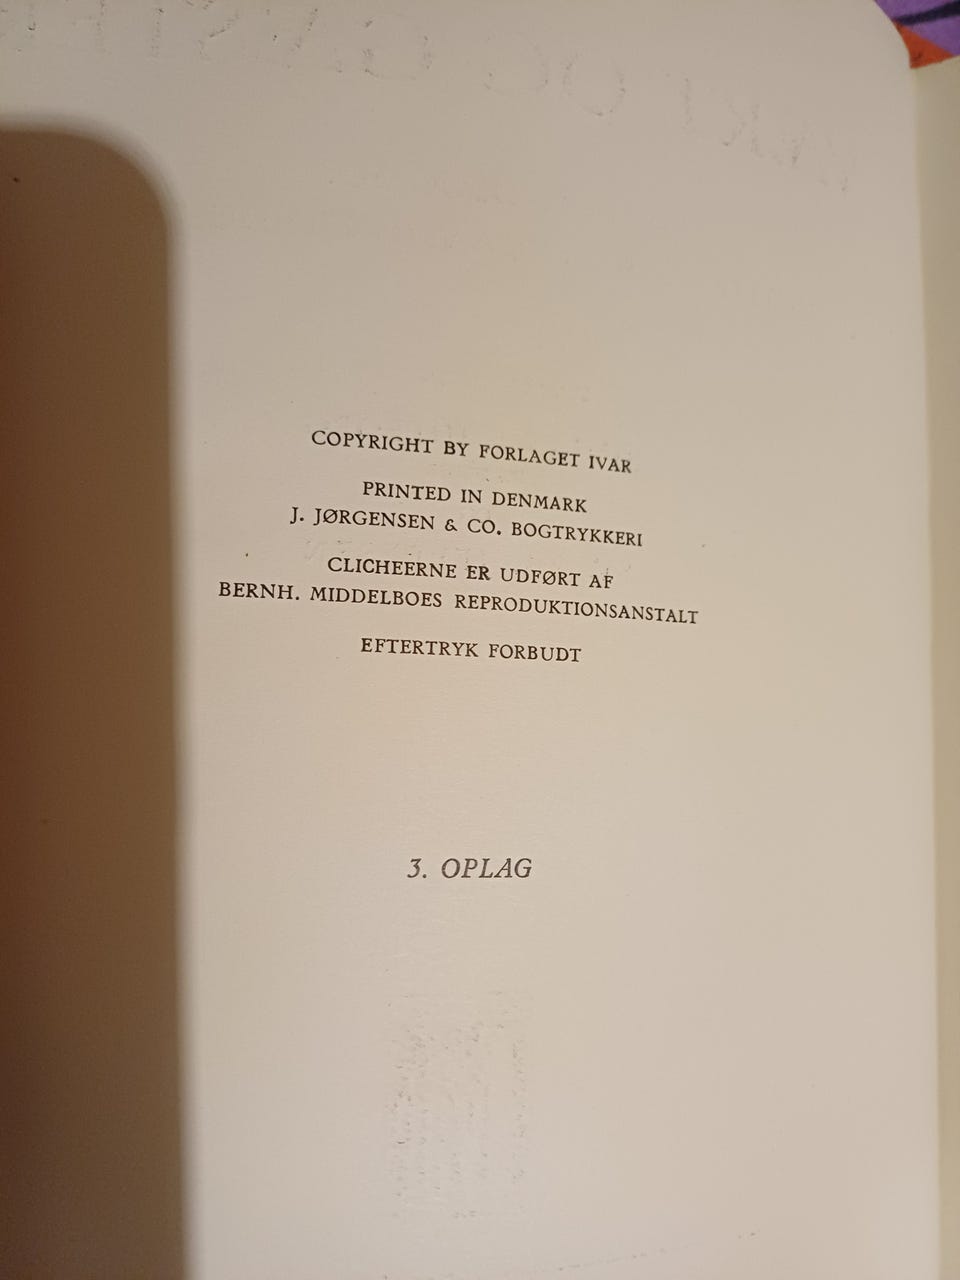 COPYRIGHT BY FORLAGET IVAR
PRINTED IN DENMARK
J. JØRGENSEN & CO. BOGTRYKKERI
CLICHEERNE ER UDFØRT AF
BERNH. MIDDELBOES REPRODUKTIONSANSTALT
EFTERTRYK FORBUDT
3. OPLAG